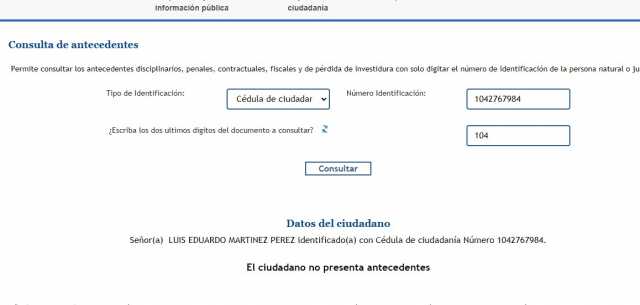 información pública
ciudadanía
Consulta de antecedentes
Permite consultar los antecedentes disciplinarios, penales, contractuales, fiscales y de pérdida de investidura con solo digitar el número de identificación de la persona natural o ju
Tipo de Identificación:
Cédula de ciudadar
Número Identificación:
1042767984
¿Escriba los dos ultimos digitos del documento a consultar?
104
Consultar
Datos del ciudadano
Señor(a) LUIS EDUARDO MARTINEZ PEREZ identificado(a) con Cédula de ciudadanía Número 1042767984.
El ciudadano no presenta antecedentes